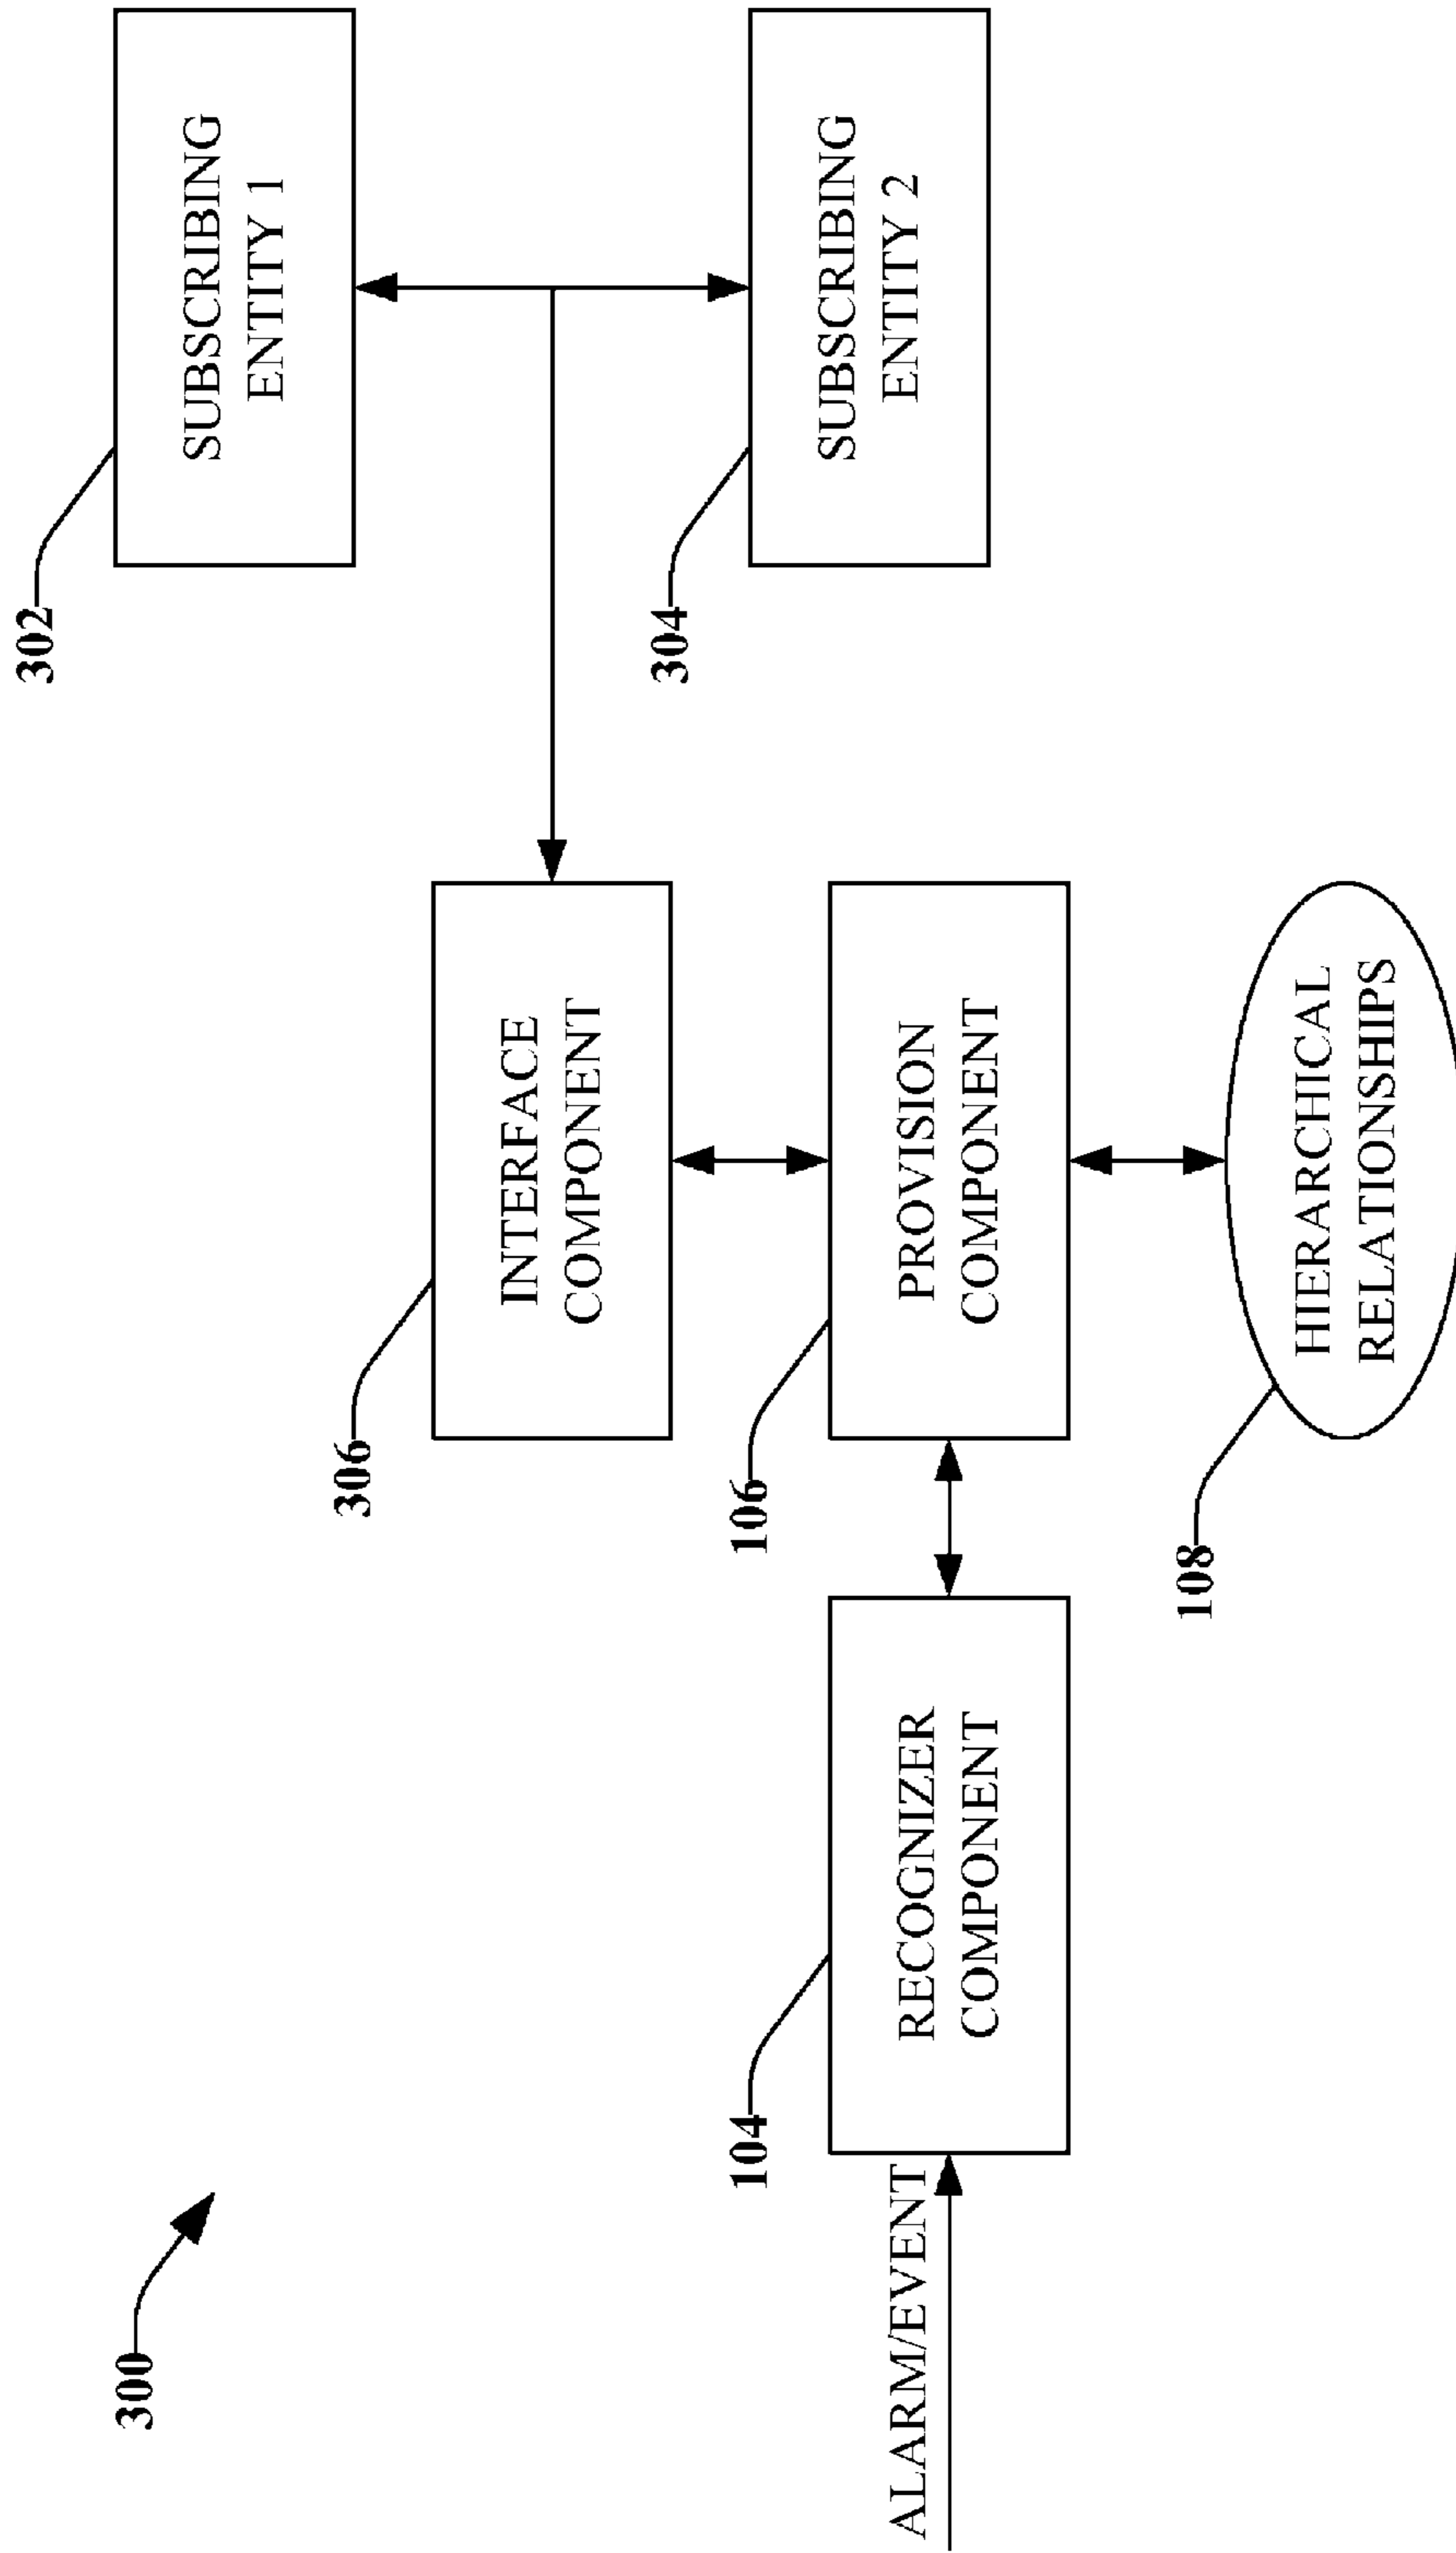 300
302
SUBSCRIBING
ENTITY 1
306
INTERFACE
COMPONENT
304
SUBSCRIBING
ENTITY 2
ALARM/EVENT
104
RECOGNIZER
COMPONENT
106
PROVISION
COMPONENT
108
HIERARCHICAL
RELATIONSHIPS